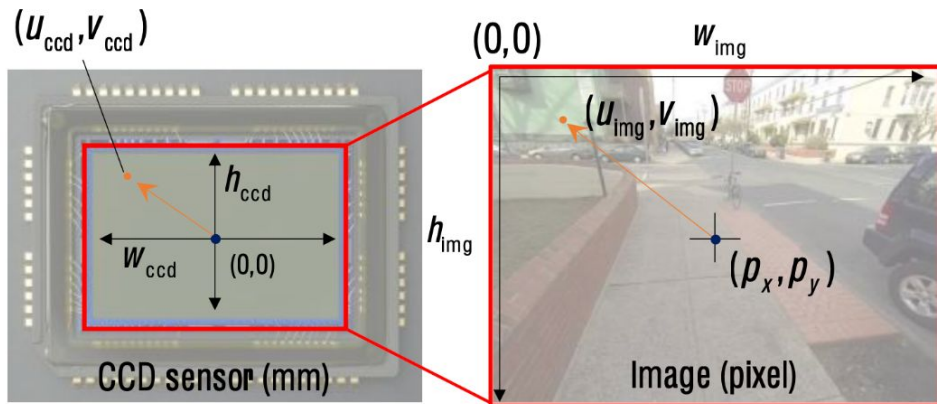 (u_ccd, v_ccd)
(0,0)
w_img
STOP
(u_img, v_img)
h_ccd
h_img
w_ccd
(0,0)
(p_x, p_y)
CCD sensor (mm)
Image (pixel)